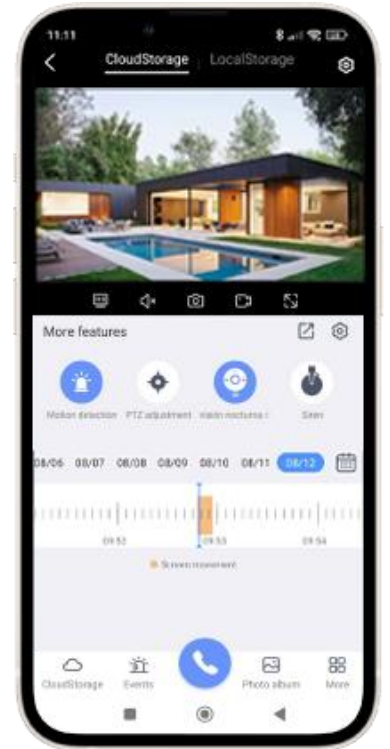 11:11
CloudStorage LocalStorage
More features
Motion detection PTZ adjustment Vision nocturna i Siren
08/06 08/07 08/08 08/09 08/10 08/11 08/12
09:52 09:53 09:54
Screen movement
CloudStorage Events Photo album More